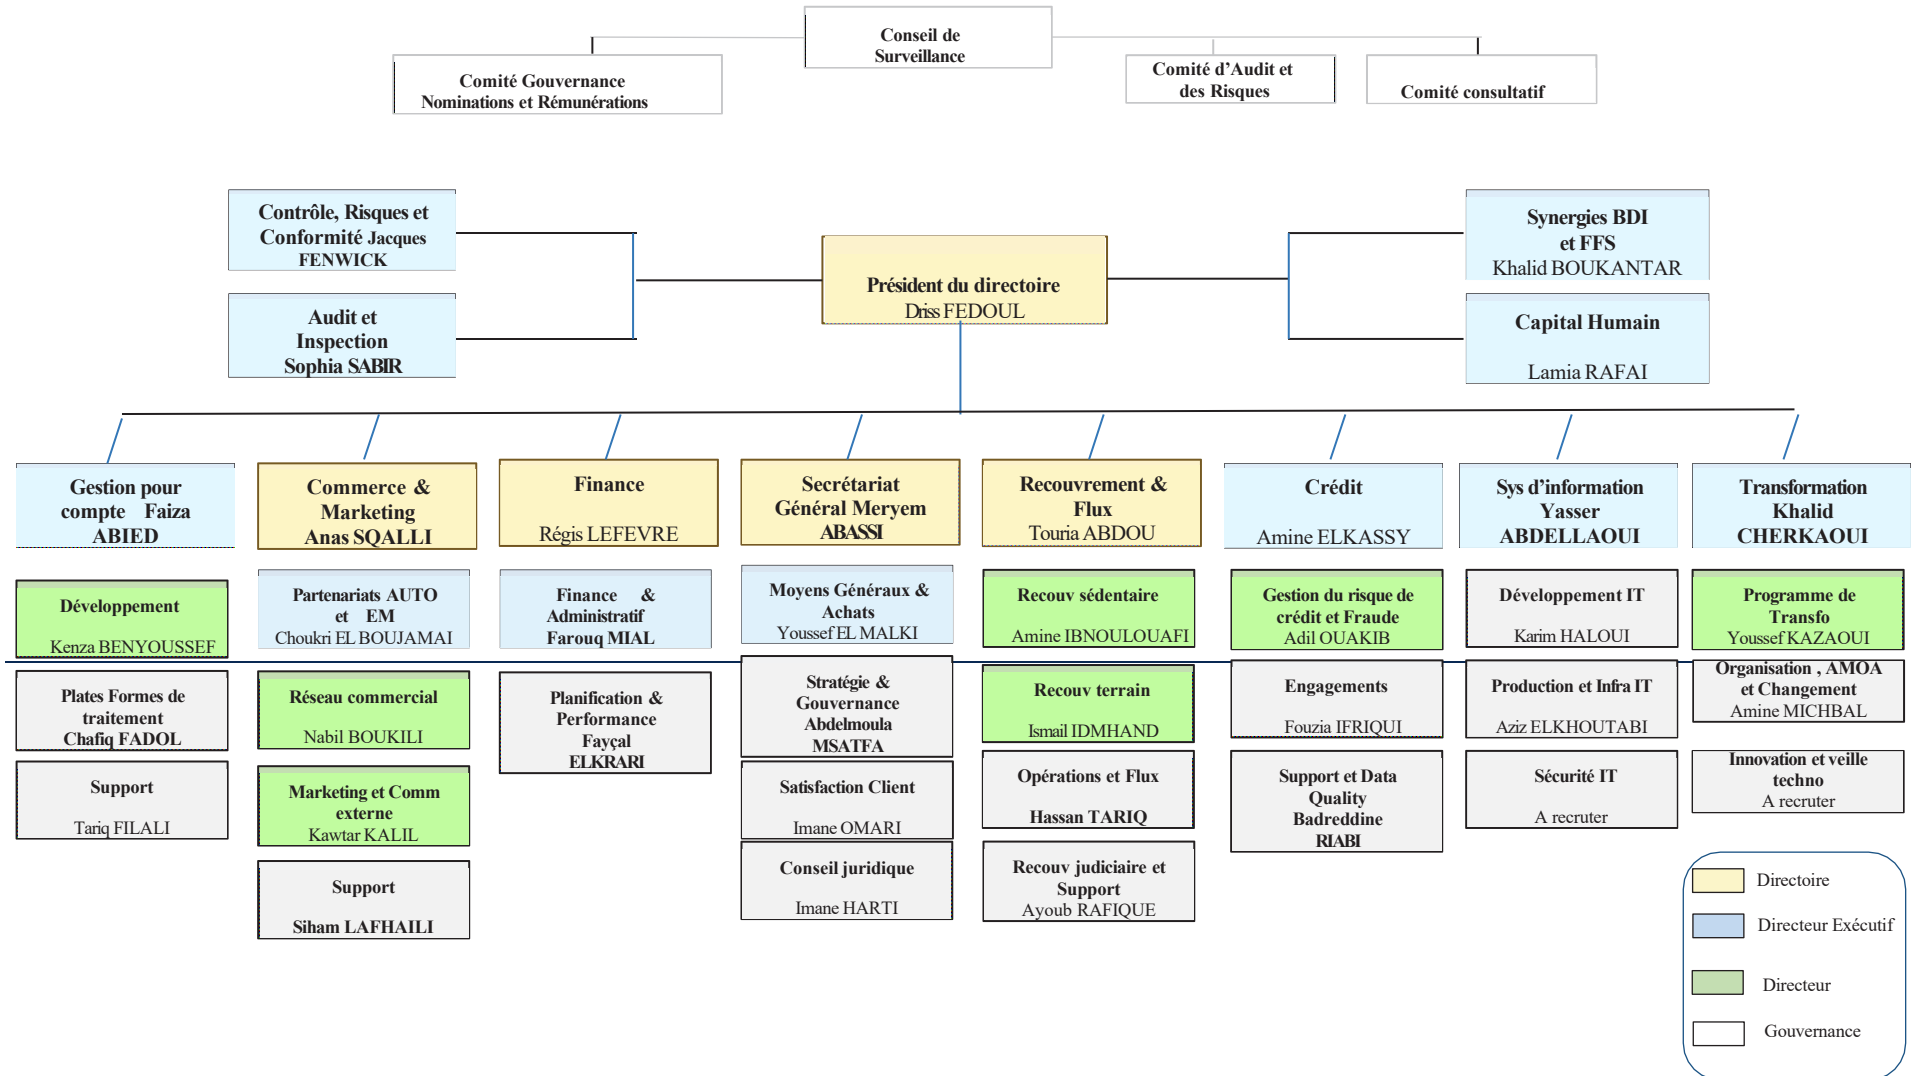 Conseil de
Surveillance
Comité Gouvernance
Nominations et Rémunérations
Comité d'Audit et
des Risques
Comité consultatif
Contrôle, Risques et
Conformité Jacques
FENWICK
Audit et
Inspection
Sophia SABIR
Président du directoire
Driss FEDOUL
Synergies BDI
et FFS
Khalid BOUKANTAR
Capital Humain
Lamia RAFAI
Gestion pour
compte Faiza
ABIED
Commerce &
Marketing
Anas SQALLI
Finance
Régis LEFEVRE
Secrétariat
Général Meryem
ABASSI
Recouvrement &
Flux
Touria ABDOU
Crédit
Amine ELKASSY
Sys d'information
Yasser
ABDELLAOUI
Transformation
Khalid
CHERKAOUI
Développement
Kenza BENYOUSSEF
Plates Formes de
traitement
Chafiq FADOL
Support
Tariq FILALI
Partenariats AUTO
et EM
Choukri EL BOUJAMAI
Réseau commercial
Nabil BOUKILI
Marketing et Comm
externe
Kawtar KALIL
Support
Siham LAFHAILI
Finance &
Administratif
Farouq MIAL
Planification &
Performance
Fayçal
ELKRARI
Moyens Généraux &
Achats
Youssef EL MALKI
Stratégie &
Gouvernance
Abdelmoula
MSATFA
Satisfaction Client
Imane OMARI
Conseil juridique
Imane HARTI
Recouv sédentaire
Amine IBNOULOUAFI
Recouv terrain
Ismail IDMHAND
Opérations et Flux
Hassan TARIQ
Recouv judiciaire et
Support
Ayoub RAFIQUE
Gestion du risque de
crédit et Fraude
Adil OUAKIB
Engagements
Fouzia IFRIQUI
Support et Data
Quality
Badreddine
RIABI
Développement IT
Karim HALOUI
Production et Infra IT
Aziz ELKHOUTABI
Sécurité IT
A recruter
Programme de
Transfo
Youssef KAZAOUI
Organisation , AMOA
et Changement
Amine MICHBAL
Innovation et veille
techno
A recruter
Directoire
Directeur Exécutif
Directeur
Gouvernance